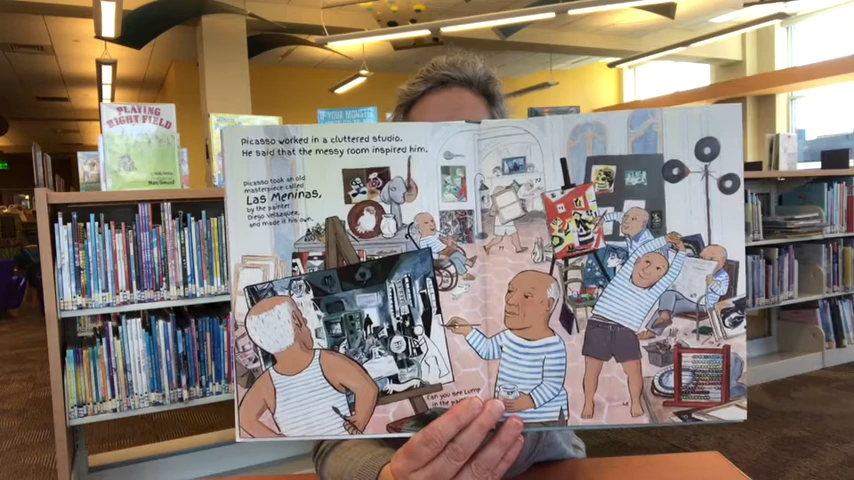 PLAYING
RIGHT FIELD
Picasso worked in a cluttered studio.
He said that the messy room inspired him.
Picasso took an old
masterpiece called
Las Meninas,
by the painter
Diego Velázquez,
and made it his own.
Can you see Lump
in the